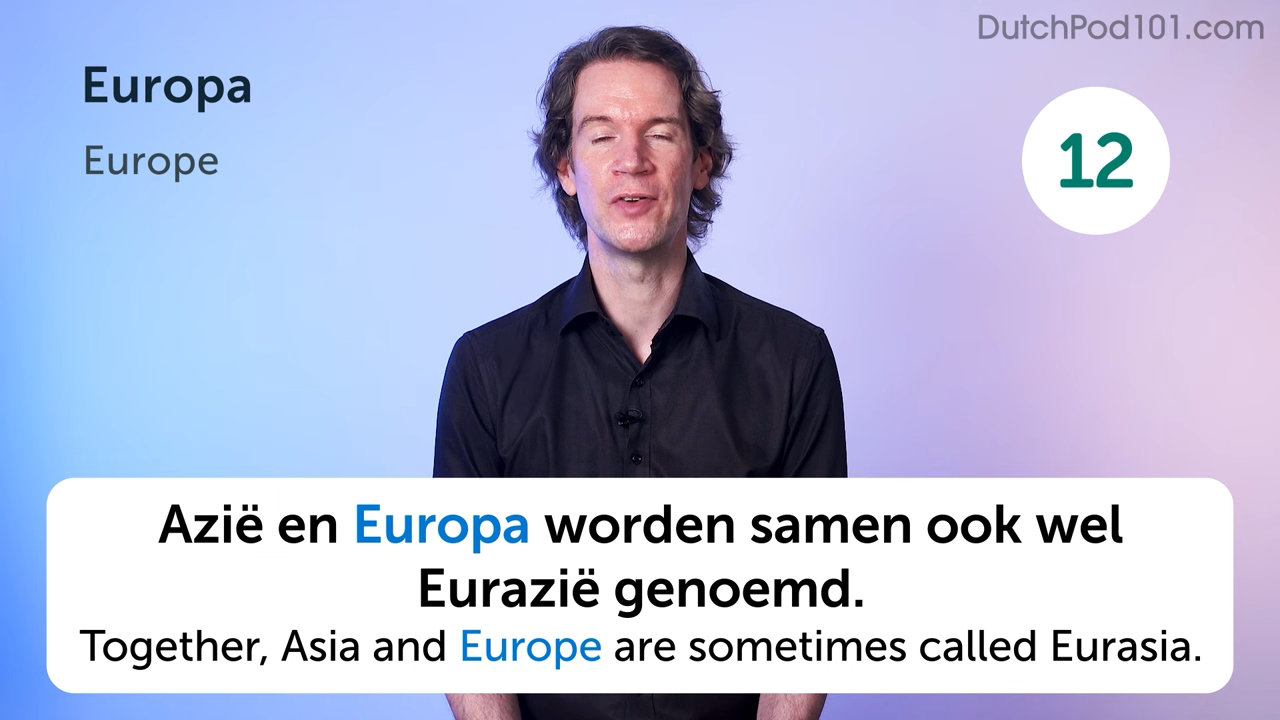 DutchPod101.com
Europa
Europe
12
Azië en Europa worden samen ook wel
Eurazië genoemd.
Together, Asia and Europe are sometimes called Eurasia.